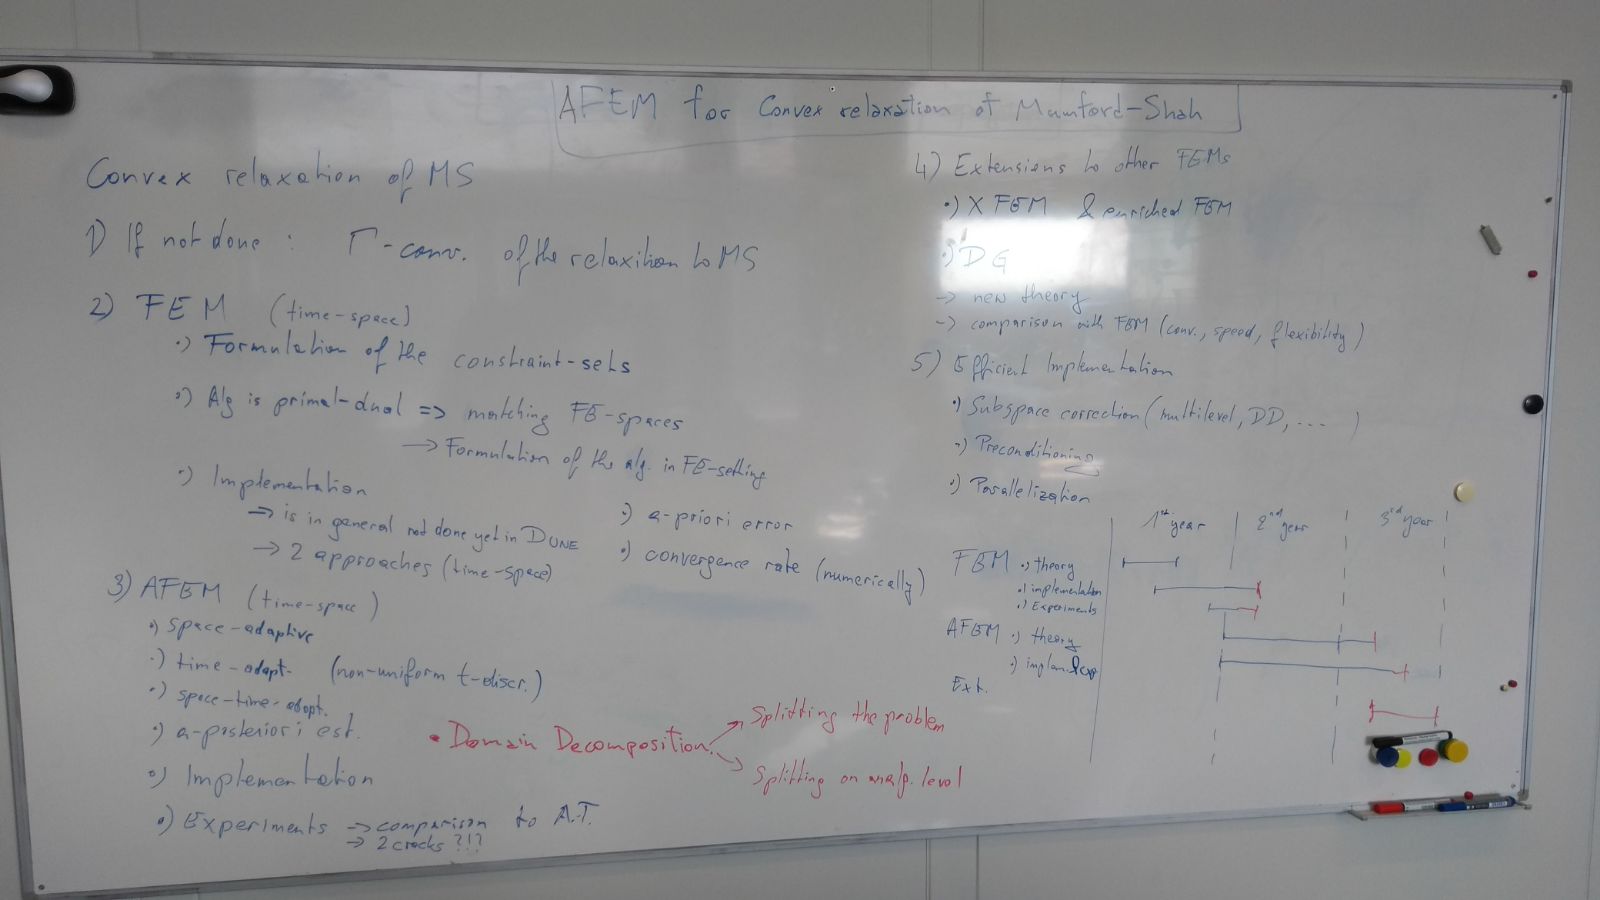 AFEM for Convex relaxation of Mumford-Shah
Convex relaxation of MS
1) If not done : Γ-conv. of the relaxition to MS
2) FEM (time-space)
•) Formulation of the constraint-sets
•) Alg is primal-dual => matching FE-spaces
-> Formulation of the alg. in FE-setting
•) Implementation
-> is in general not done yet in DUNE
-> 2 approaches (time-space)
•) a-priori error
•) convergence rate (numerically)
3) AFEM (time-space)
•) space-adaptive
•) time-adapt. (non-uniform t-discr.)
•) space-time-adapt.
•) a-posteriori est.
•) Implementation
•) Experiments -> comparison to A.T.
-> 2 cracks ?!?
• Domain Decomposition
-> Splitting the problem
-> Splitting on alg. level
4) Extensions to other FEMs
•) XFEM & enriched FEM
•) DG
-> new theory
-> comparison with FEM (conv., speed, flexibility)
5) Efficient Implementation
•) Subspace correction (multilevel, DD, ... )
•) Preconditioning
•) Parallelization
1st year 2nd year 3rd year
FEM •) theory
•) implementation
•) Experiments
AFEM •) theory
•) implem.&exp
Ext.